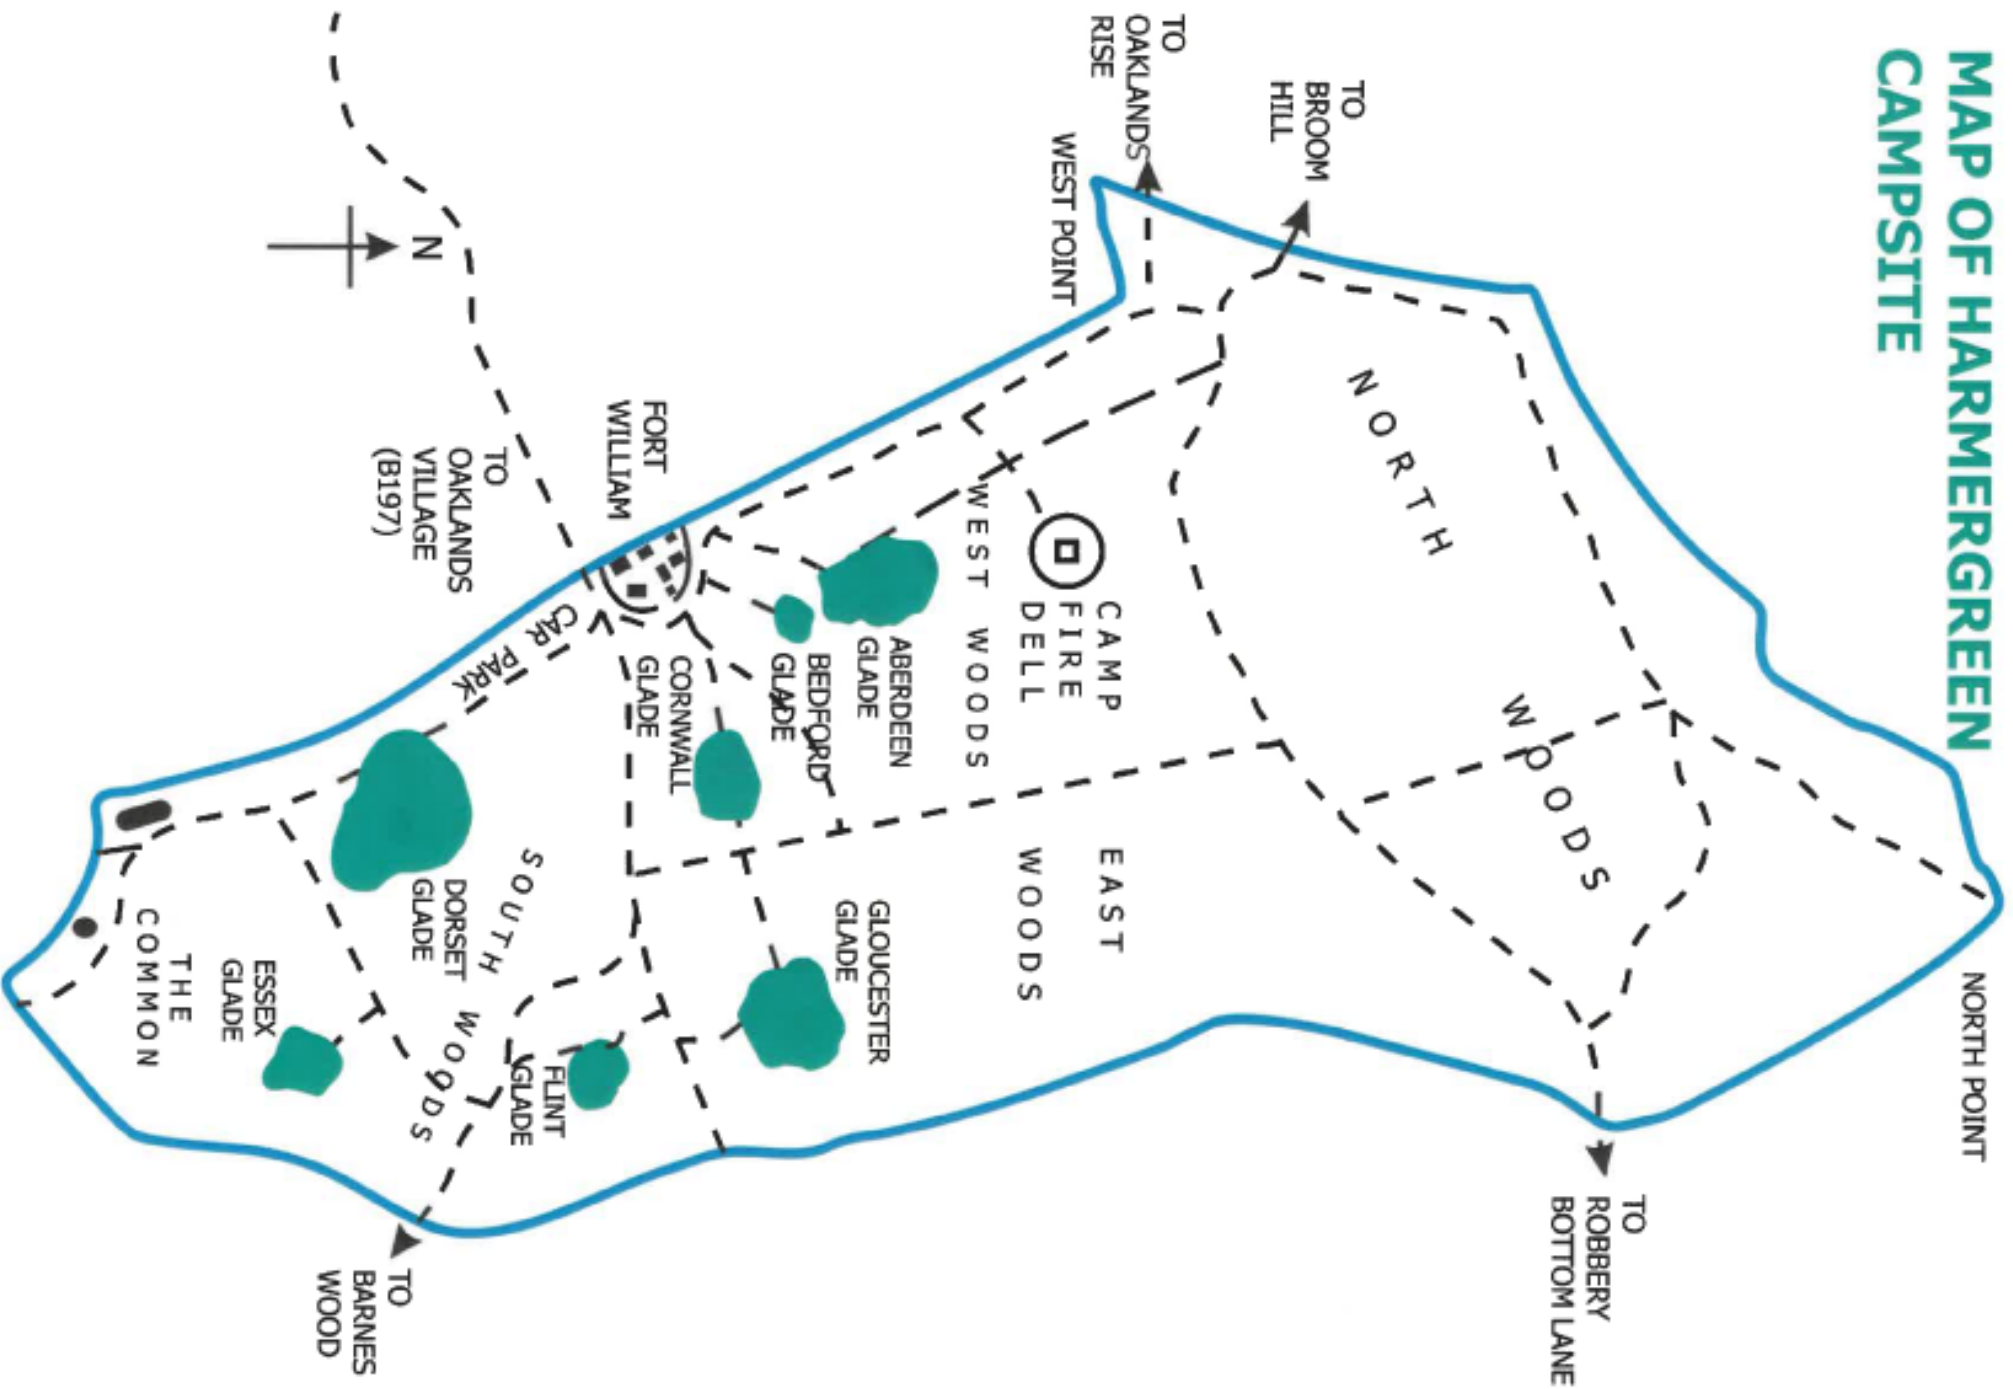 MAP OF HARMERGREEN
CAMPSITE
TO
BROOM
HILL
TO
OAKLANDS
RISE
WEST POINT
NORTH POINT
NORTH
WOODS
TO
ROBBERY
BOTTOM LANE
CAMP
FIRE
DELL
EAST
WOODS
WEST WOODS
ABERDEEN
GLADE
BEDFORD
GLADE
GLOUCESTER
GLADE
FORT
WILLIAM
CORNWALL
GLADE
TO
OAKLANDS
VILLAGE
(B197)
CAR PARK
N
SOUTH WOODS
FLINT
GLADE
DORSET
GLADE
ESSEX
GLADE
THE
COMMON
TO
BARNES
WOOD